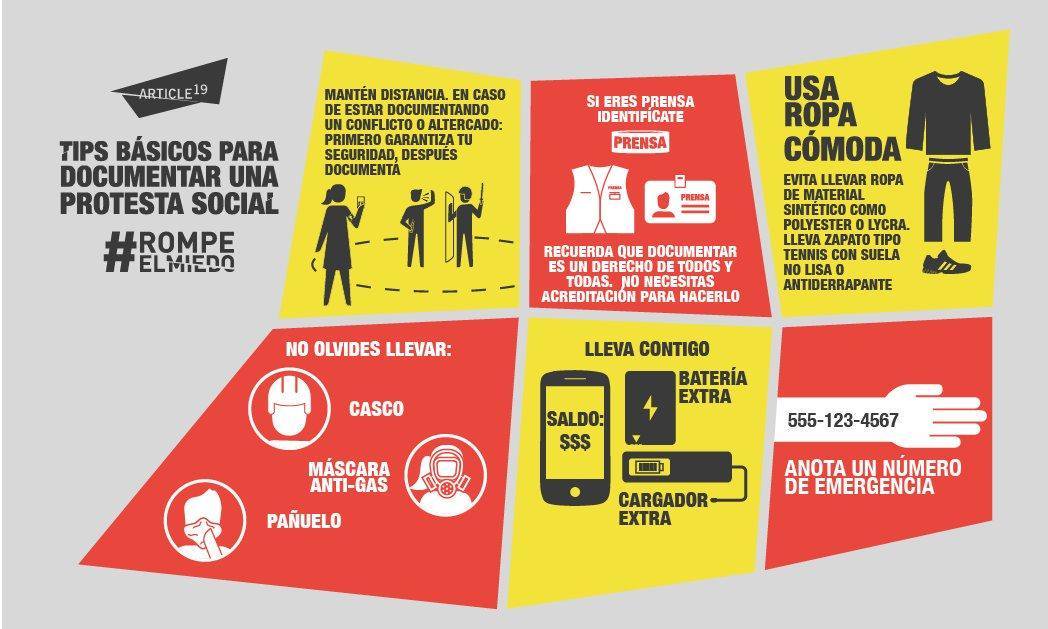 ARTICLE19
TIPS BÁSICOS PARA
DOCUMENTAR UNA
PROTESTA SOCIAL
#ROMPE
ELMIEDO
MANTÉN DISTANCIA. EN CASO
DE ESTAR DOCUMENTANDO
UN CONFLICTO O ALTERCADO:
PRIMERO GARANTIZA TU
SEGURIDAD, DESPUÉS
DOCUMENTA
SI ERES PRENSA
IDENTIFÍCATE
PRENSA
PRENSA
PRENSA
RECUERDA QUE DOCUMENTAR
ES UN DERECHO DE TODOS Y
TODAS. NO NECESITAS
ACREDITACIÓN PARA HACERLO
USA
ROPA
CÓMODA
EVITA LLEVAR ROPA
DE MATERIAL
SINTÉTICO COMO
POLYESTER O LYCRA.
LLEVA ZAPATO TIPO
TENNIS CON SUELA
NO LISA O
ANTIDERRAPANTE
NO OLVIDES LLEVAR:
CASCO
MÁSCARA
ANTI-GAS
PAÑUELO
LLEVA CONTIGO
SALDO:
$$$
BATERÍA
EXTRA
CARGADOR
EXTRA
555-123-4567
ANOTA UN NÚMERO
DE EMERGENCIA